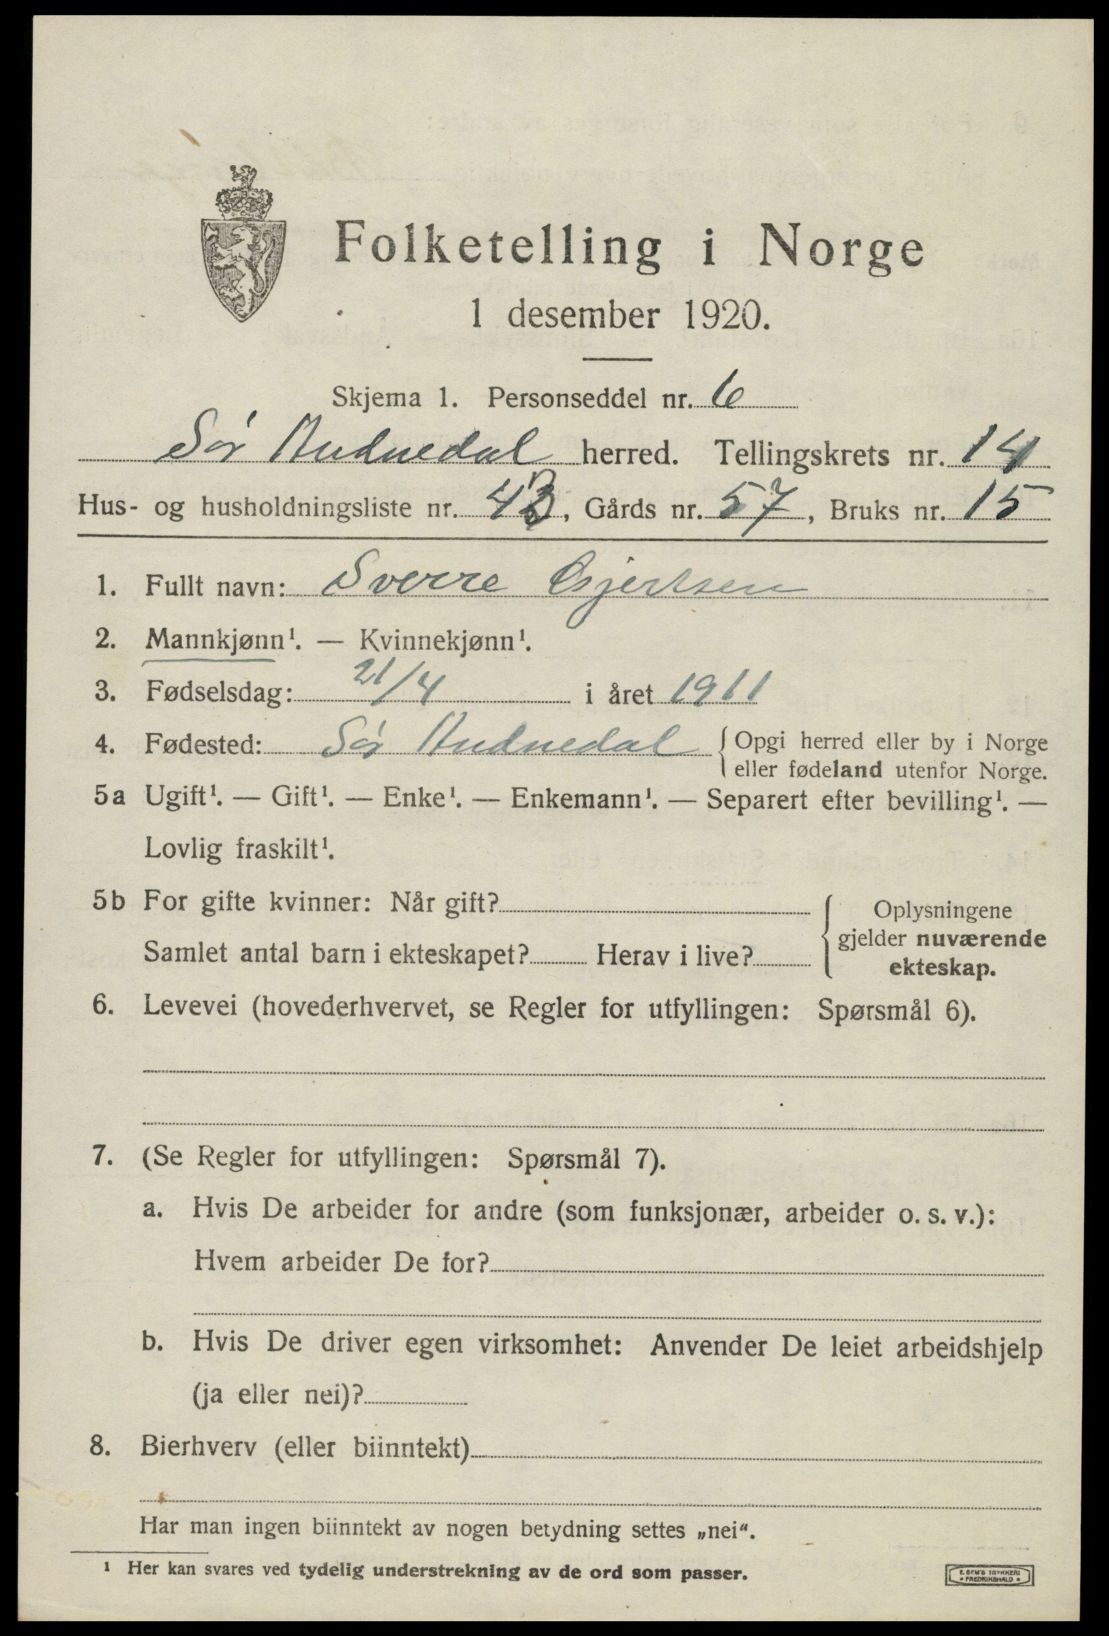 Folketelling i Norge
1 desember 1920.
Skjema 1. Personseddel nr. 6
Sør Audnedal herred. Tellingskrets nr. 14
Hus- og husholdningsliste nr. 43, Gårds nr. 57, Bruks nr. 15
1. Fullt navn: Sverre Gjertsen
2. Mannkjønn¹. — Kvinnekjønn¹.
3. Fødselsdag: 21/4 i året 1911
4. Fødested: Sør Audnedal { Opgi herred eller by i Norge
eller fødeland utenfor Norge.
5a Ugift¹. — Gift¹. — Enke¹. — Enkemann¹. — Separert efter bevilling¹. —
Lovlig fraskilt¹.
5b For gifte kvinner: Når gift?
Samlet antal barn i ekteskapet? Herav i live?
{ Oplysningene
gjelder nuværende
ekteskap.
6. Levevei (hovederhvervet, se Regler for utfyllingen: Spørsmål 6).
7. (Se Regler for utfyllingen: Spørsmål 7).
a. Hvis De arbeider for andre (som funksjonær, arbeider o. s. v.):
Hvem arbeider De for?
b. Hvis De driver egen virksomhet: Anvender De leiet arbeidshjelp
(ja eller nei)?
8. Bierhverv (eller biinntekt)
Har man ingen biinntekt av nogen betydning settes „nei“.
¹ Her kan svares ved tydelig understrekning av de ord som passer.
TRYKKERI
FREDRIKSHALD